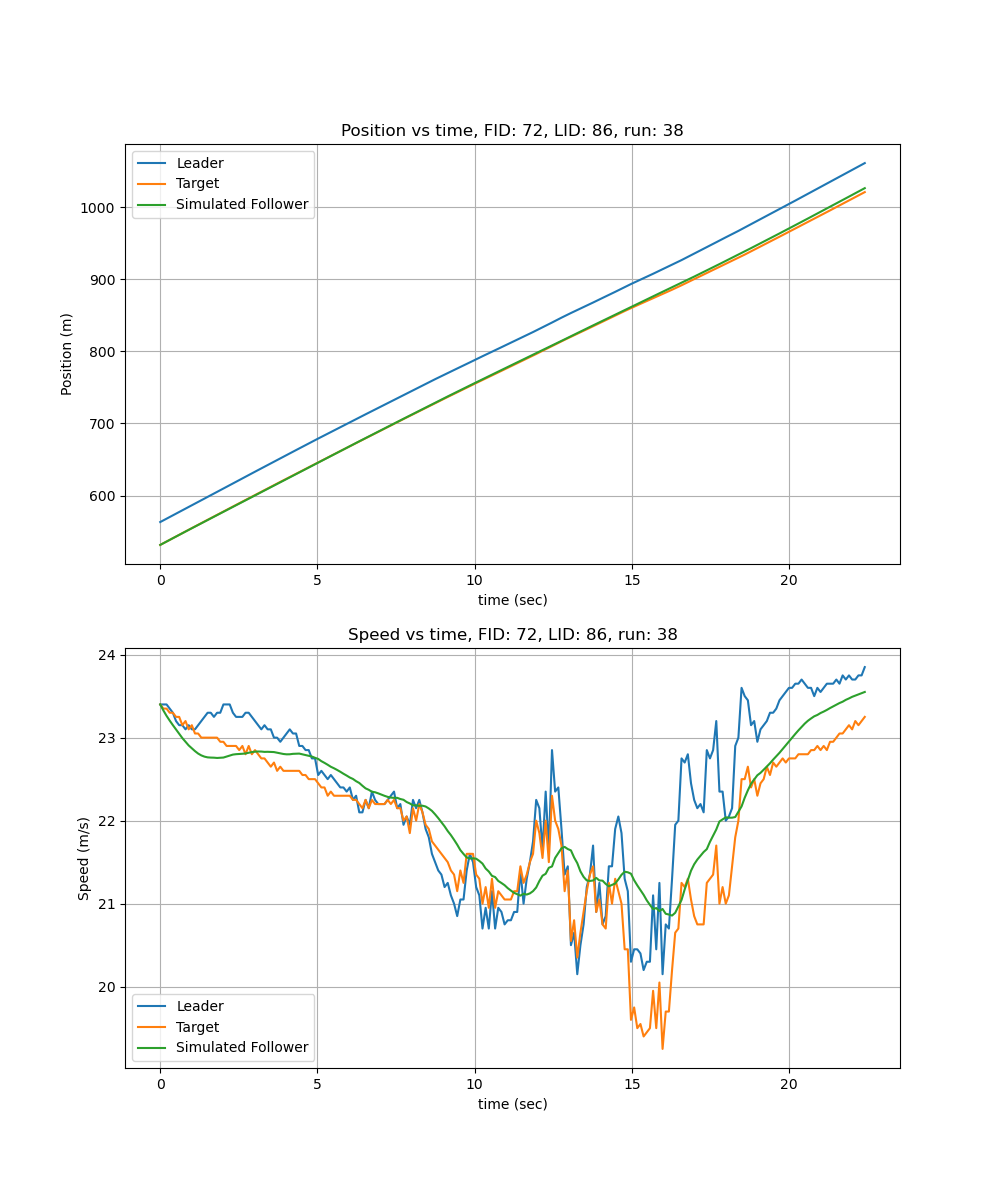 Position vs time, FID: 72, LID: 86, run: 38
Leader
Target
Simulated Follower
1000
900
800
700
600
Position (m)
0 5 10 15 20
time (sec)
Speed vs time, FID: 72, LID: 86, run: 38
24
23
22
21
20
Speed (m/s)
Leader
Target
Simulated Follower
0 5 10 15 20
time (sec)